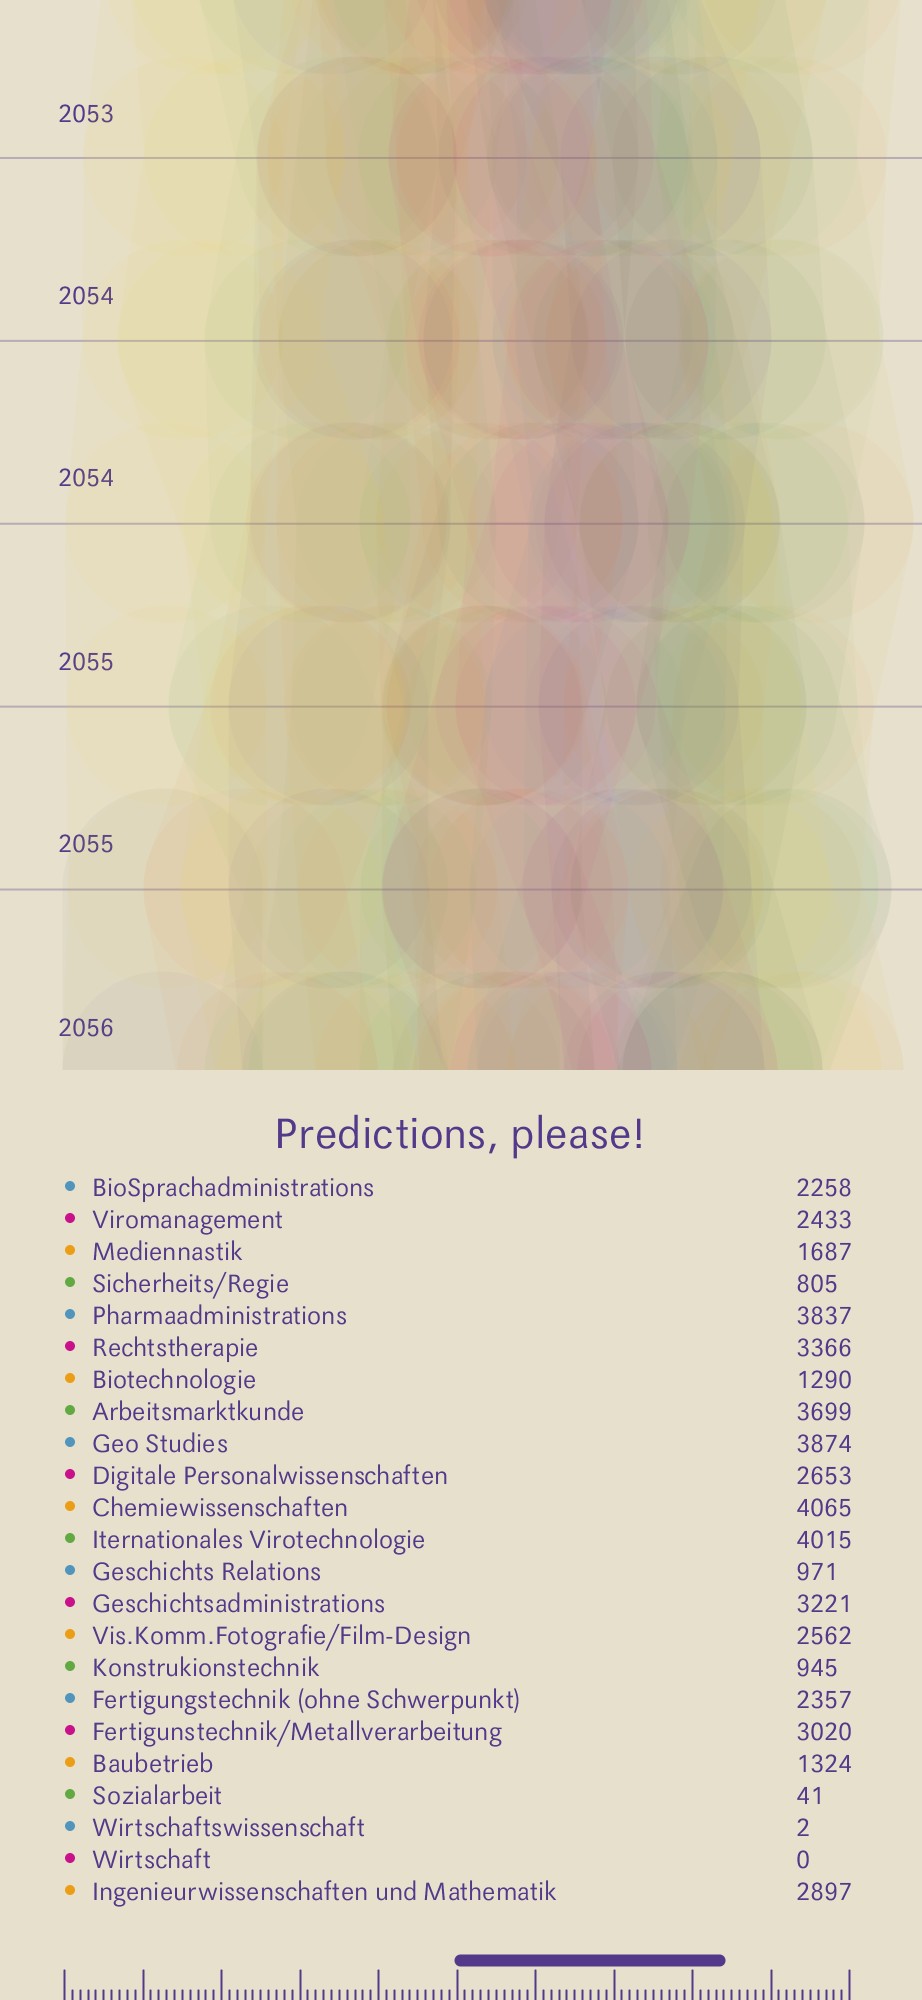 2053
2054
2054
2055
2055
2056
Predictions, please!
BioSprachadministrations 2258
Viromanagement 2433
Mediennastik 1687
Sicherheits/Regie 805
Pharmaadministrations 3837
Rechtstherapie 3366
Biotechnologie 1290
Arbeitsmarktkunde 3699
Geo Studies 3874
Digitale Personalwissenschaften 2653
Chemiewissenschaften 4065
Iternationales Virotechnologie 4015
Geschichts Relations 971
Geschichtsadministrations 3221
Vis.Komm.Fotografie/Film-Design 2562
Konstrukionstechnik 945
Fertigungstechnik (ohne Schwerpunkt) 2357
Fertigunstechnik/Metallverarbeitung 3020
Baubetrieb 1324
Sozialarbeit 41
Wirtschaftswissenschaft 2
Wirtschaft 0
Ingenieurwissenschaften und Mathematik 2897